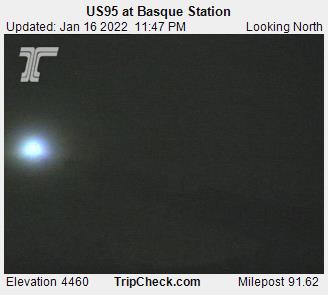 US95 at Basque Station
Updated: Jan 16 2022 11:47 PM Looking North
Elevation 4460 TripCheck.com Milepost 91.62